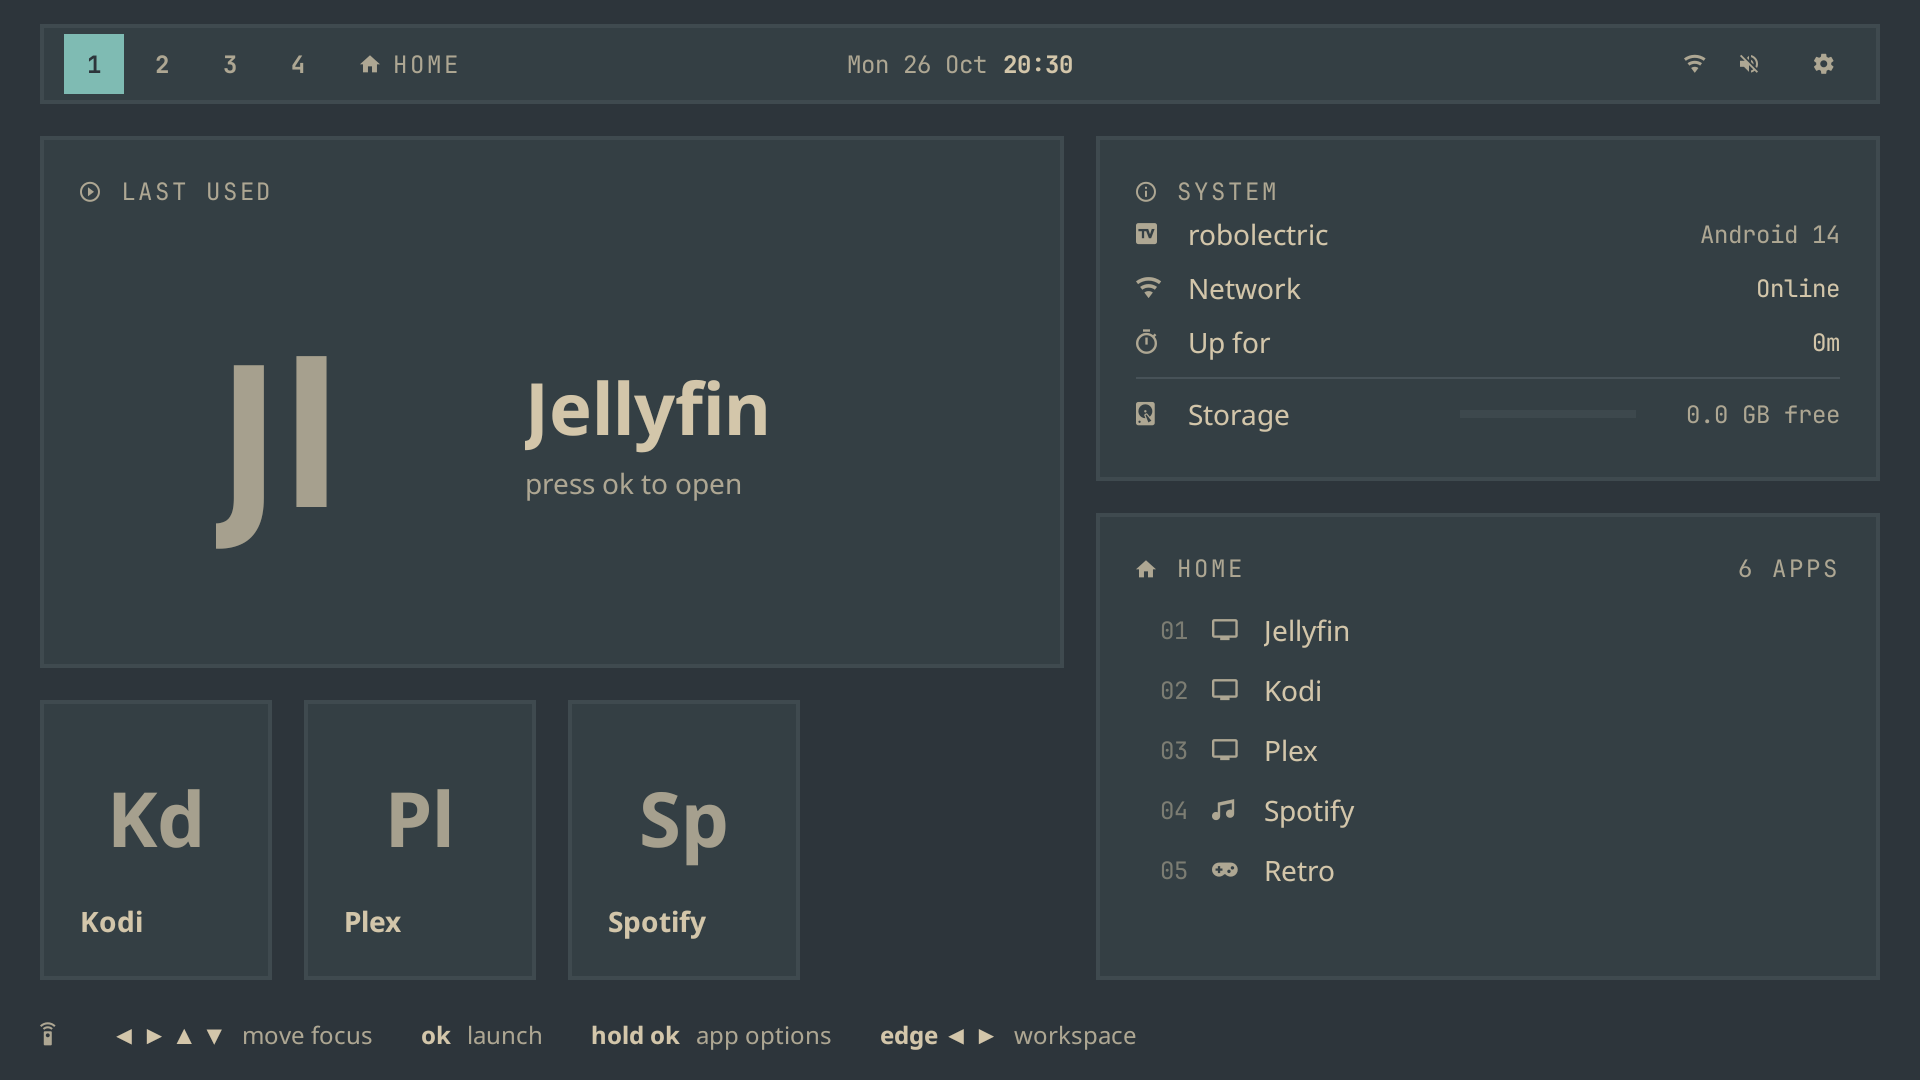 1 2 3 4 HOME Mon 26 Oct 20:30
LAST USED
Jl
Jellyfin
press ok to open
Kd
Kodi
Pl
Plex
Sp
Spotify
SYSTEM
robolectric Android 14
Network Online
Up for 0m
Storage 0.0 GB free
HOME 6 APPS
01 Jellyfin
02 Kodi
03 Plex
04 Spotify
05 Retro
◀ ▶ ▲ ▼ move focus ok launch hold ok app options edge ◀ ▶ workspace